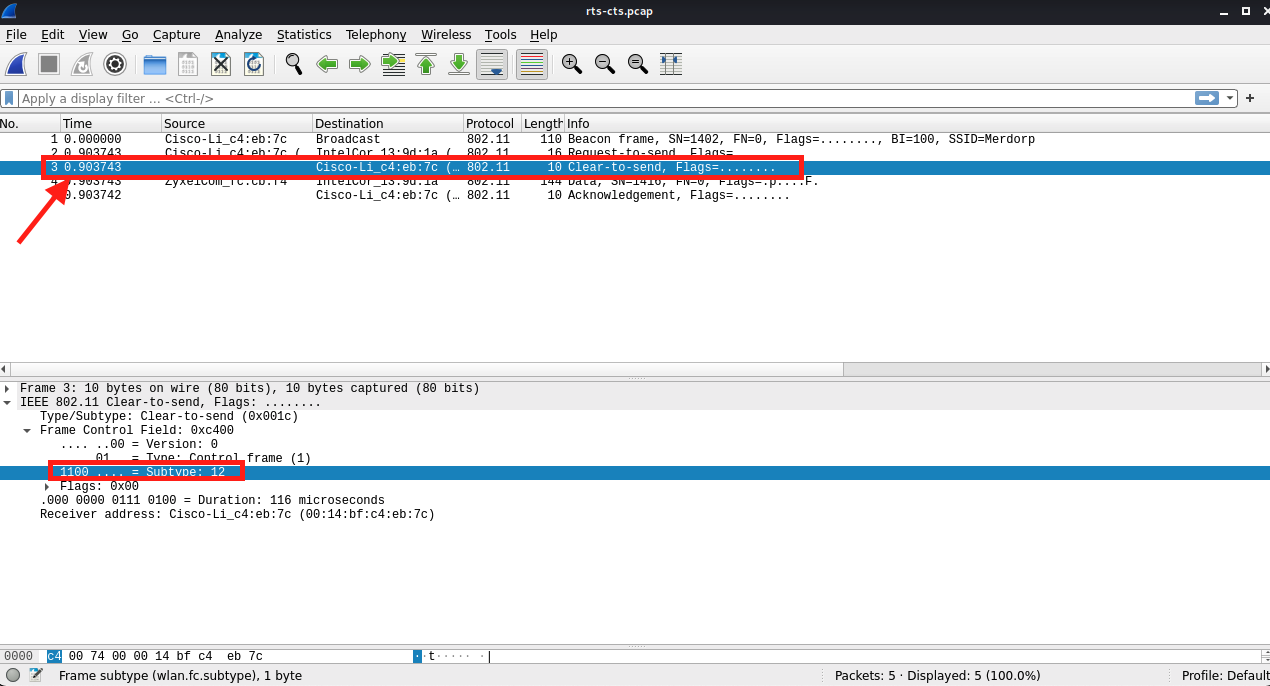 rts-cts.pcap
File Edit View Go Capture Analyze Statistics Telephony Wireless Tools Help
Apply a display filter ... <Ctrl-/>
No. Time Source Destination Protocol Length Info
1 0.000000 Cisco-Li_c4:eb:7c Broadcast 802.11 110 Beacon frame, SN=1402, FN=0, Flags=........, BI=100, SSID=Merdorp
2 0.903743 Cisco-Li_c4:eb:7c ( IntelCor_13:9d:1a ( 802.11 16 Request-to-send, Flags=
3 0.903743 Cisco-Li_c4:eb:7c (… 802.11 10 Clear-to-send, Flags=........
4 0.903743 IntelCor_13:9d:1a 802.11 144 Data, SN=1416, FN=0, Flags=.p....F.
0.903742 Cisco-Li_c4:eb:7c (… 802.11 10 Acknowledgement, Flags=........
Frame 3: 10 bytes on wire (80 bits), 10 bytes captured (80 bits)
IEEE 802.11 Clear-to-send, Flags: ........
Type/Subtype: Clear-to-send (0x001c)
Frame Control Field: 0xc400
.... ..00 = Version: 0
01.. = Type: Control frame (1)
1100 .... = Subtype: 12
Flags: 0x00
.000 0000 0111 0100 = Duration: 116 microseconds
Receiver address: Cisco-Li_c4:eb:7c (00:14:bf:c4:eb:7c)
0000 c4 00 74 00 00 14 bf c4 eb 7c ··t····· ·|
Frame subtype (wlan.fc.subtype), 1 byte Packets: 5 · Displayed: 5 (100.0%) Profile: Default